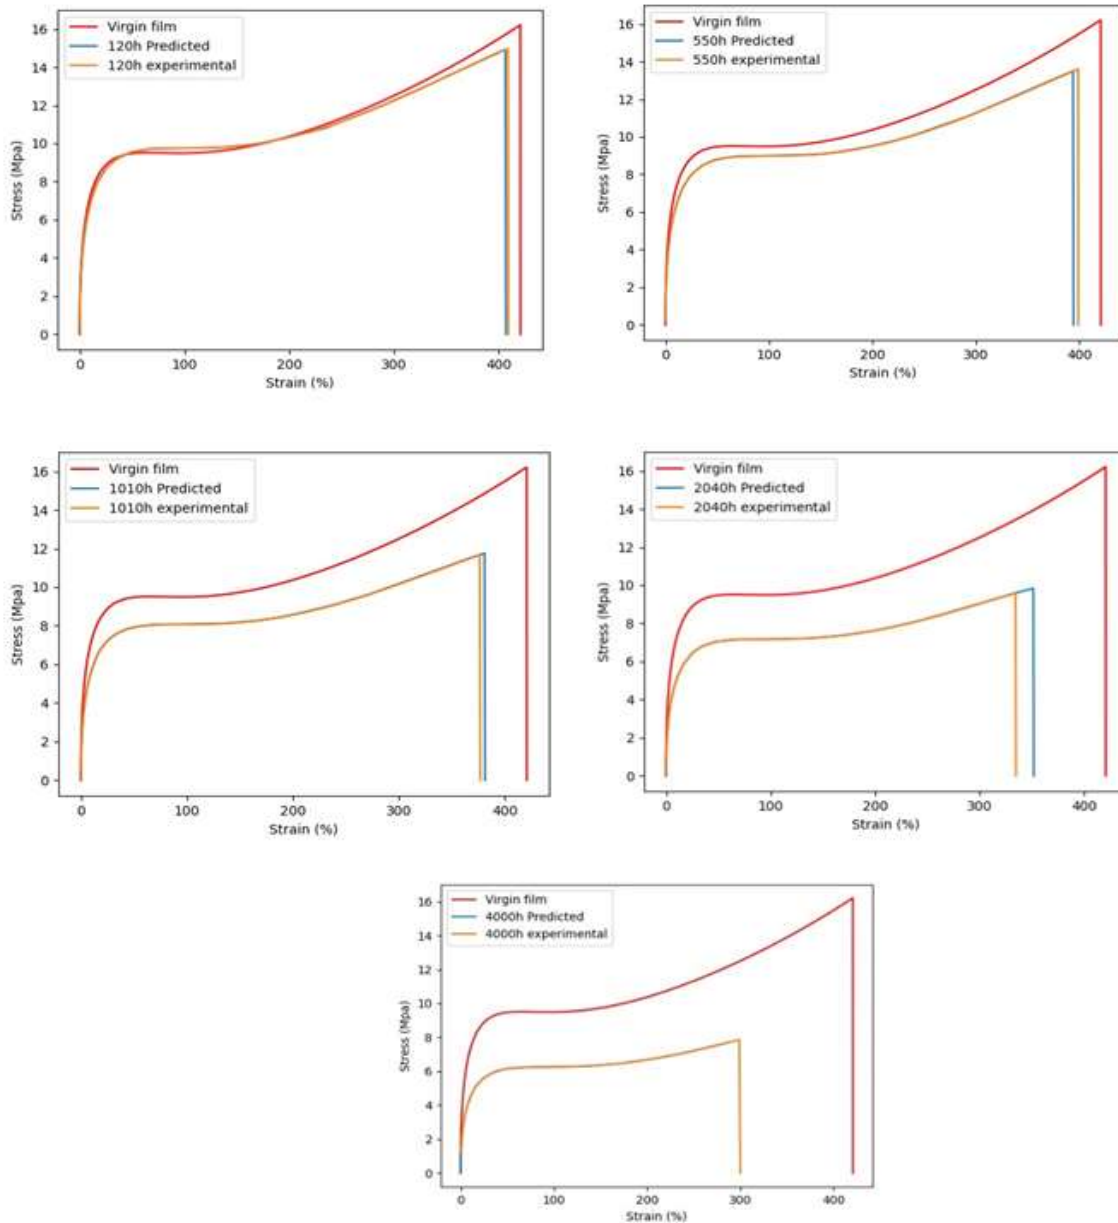 Virgin film
120h Predicted
120h experimental
16
14
12
10
8
6
4
2
0
Stress (Mpa)
0 100 200 300 400
Strain (%)
Virgin film
550h Predicted
550h experimental
16
14
12
10
8
6
4
2
0
Stress (Mpa)
0 100 200 300 400
Strain (%)
Virgin film
1010h Predicted
1010h experimental
16
14
12
10
8
6
4
2
0
Stress (Mpa)
0 100 200 300 400
Strain (%)
Virgin film
2040h Predicted
2040h experimental
16
14
12
10
8
6
4
2
0
Stress (Mpa)
0 100 200 300 400
Strain (%)
Virgin film
4000h Predicted
4000h experimental
16
14
12
10
8
6
4
2
0
Stress (Mpa)
0 100 200 300 400
Strain (%)